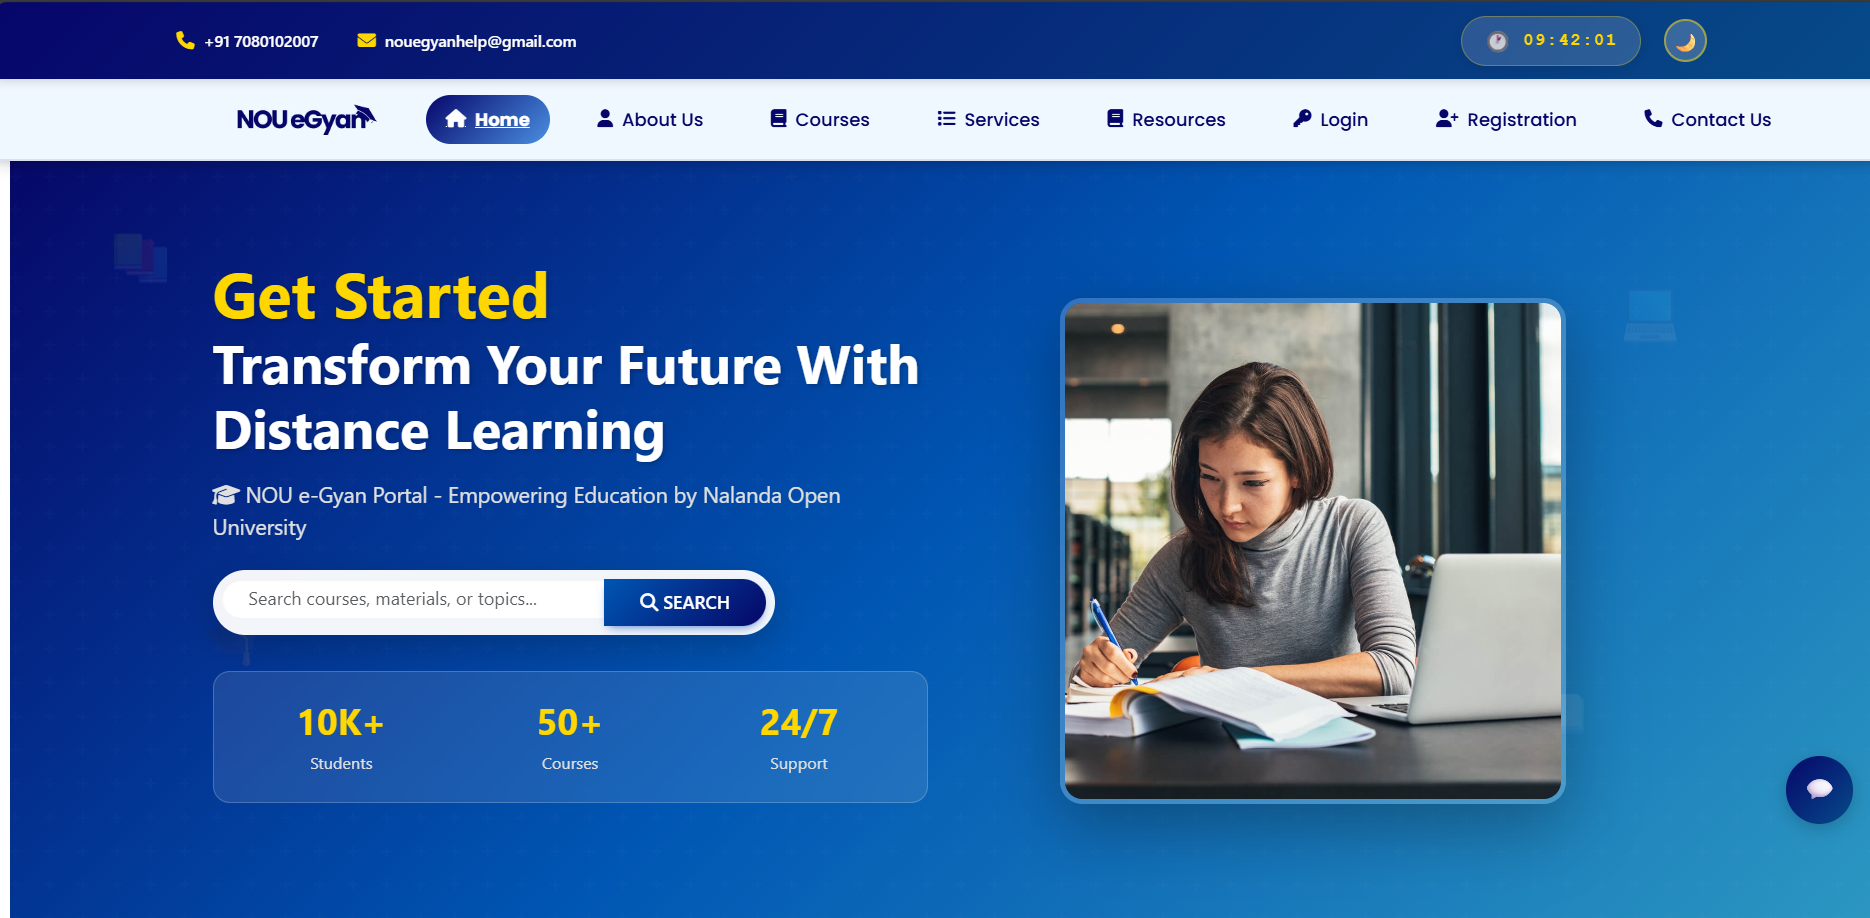 +91 7080102007
nouegyanhelp@gmail.com
09:42:01
NOU eGyan
Home
About Us
Courses
Services
Resources
Login
Registration
Contact Us
Get Started
Transform Your Future With
Distance Learning
NOU e-Gyan Portal - Empowering Education by Nalanda Open
University
Search courses, materials, or topics...
SEARCH
10K+
50+
24/7
Students
Courses
Support